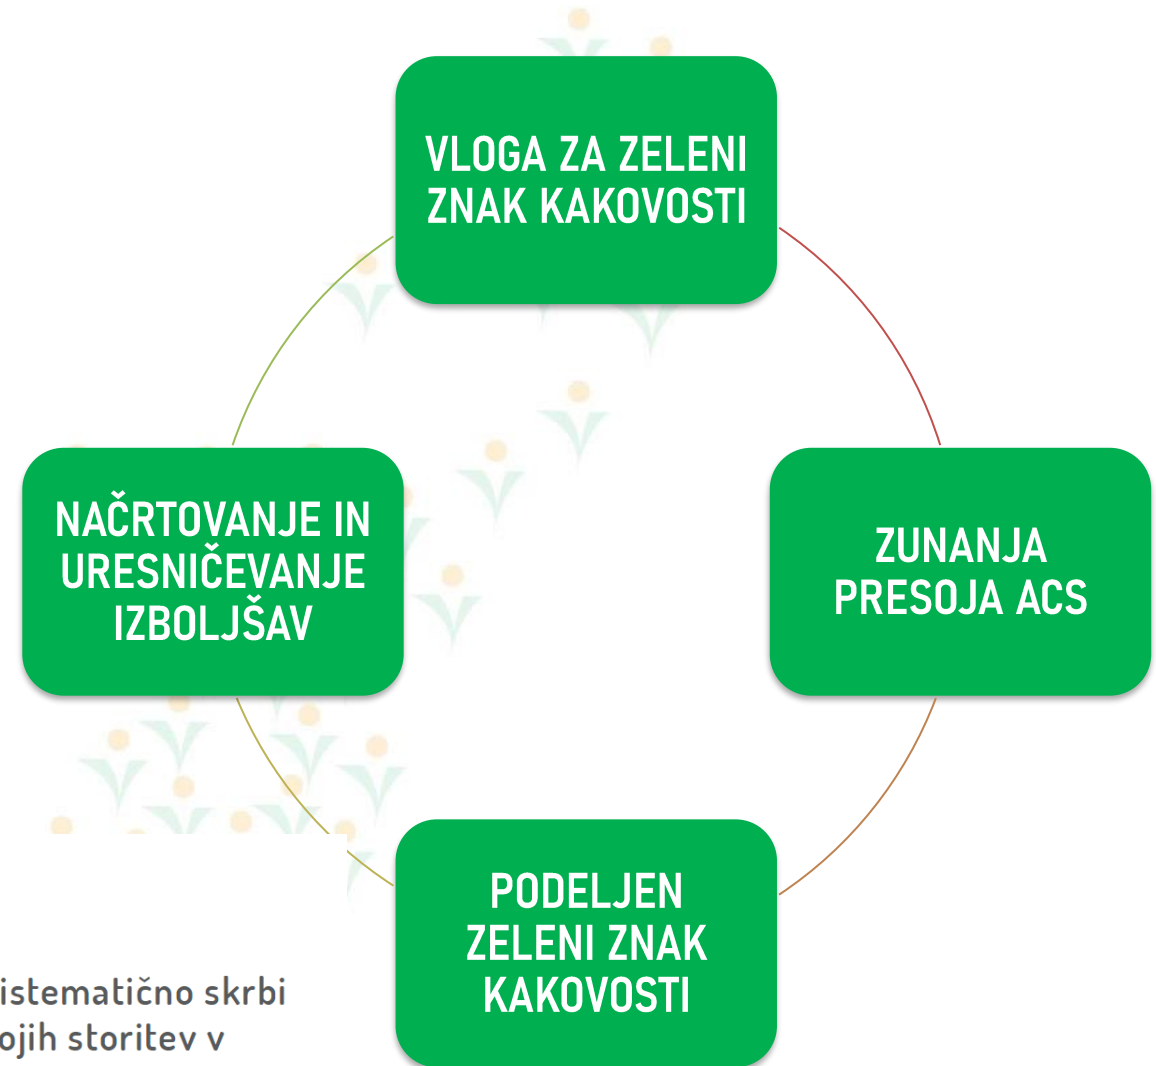 VLOGA ZA ZELENI
ZNAK KAKOVOSTI
ZUNANJA
PRESOJA ACS
PODELJEN
ZELENI ZNAK
KAKOVOSTI
NAČRTOVANJE IN
URESNIČEVANJE
IZBOLJŠAV
istematično skrbi
ojih storitev v